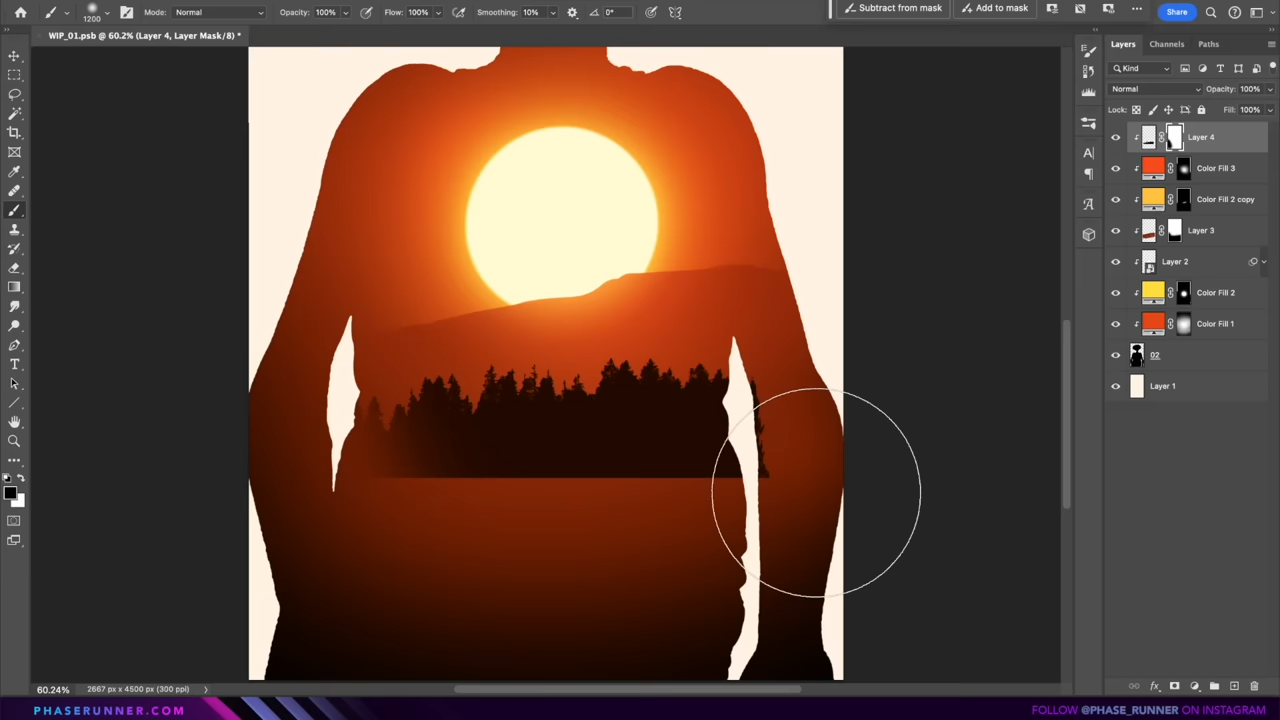 Mode: Normal Opacity: 100% Flow: 100% Smoothing: 10% 0° Subtract from mask Add to mask Share
1200
WIP_01.psb @ 60.2% (Layer 4, Layer Mask/8) *
Layers Channels Paths
Kind
Normal Opacity: 100%
Lock: Fill: 100%
Layer 4
Color Fill 3
Color Fill 2 copy
Layer 3
Layer 2
Color Fill 2
Color Fill 1
02
Layer 1
60.24% 2667 px x 4500 px (300 ppi)
PHASERUNNER.COM
FOLLOW @PHASE_RUNNER ON INSTAGRAM